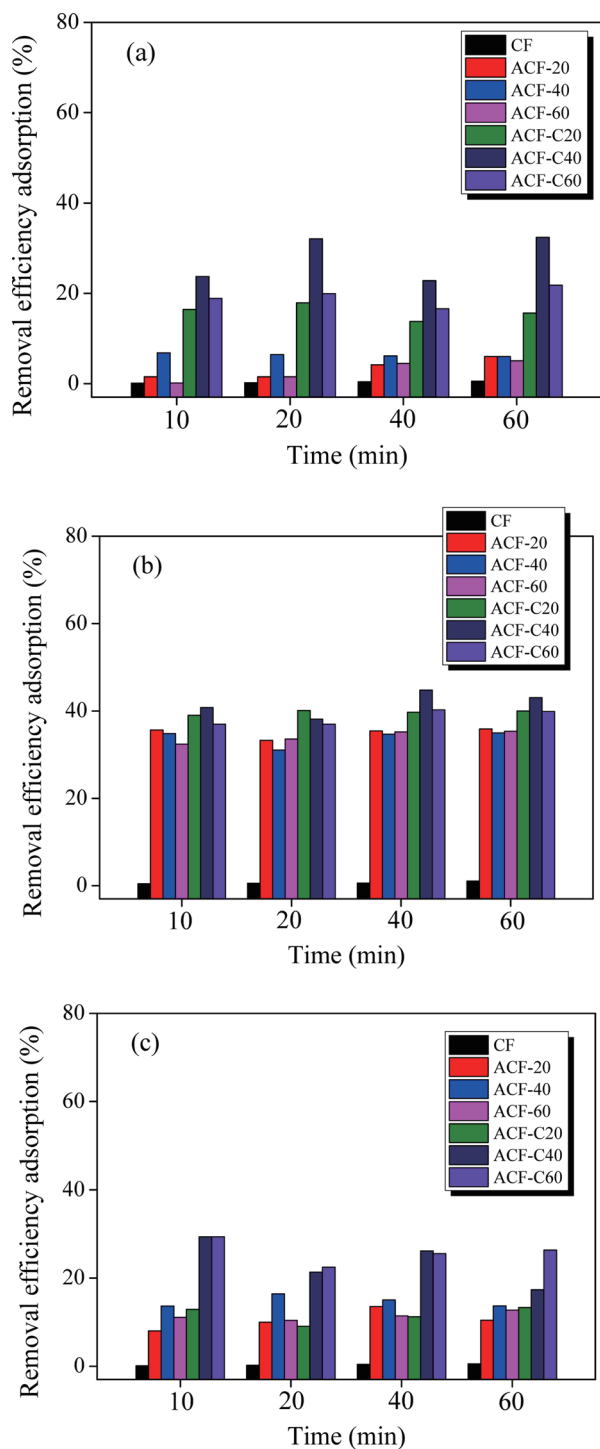 (a)
CF
ACF-20
ACF-40
ACF-60
ACF-C20
ACF-C40
ACF-C60
Removal efficiency adsorption (%)
80
60
40
20
0
10 20 40 60
Time (min)
(b)
CF
ACF-20
ACF-40
ACF-60
ACF-C20
ACF-C40
ACF-C60
Removal efficiency adsorption (%)
80
60
40
20
0
10 20 40 60
Time (min)
(c)
CF
ACF-20
ACF-40
ACF-60
ACF-C20
ACF-C40
ACF-C60
Removal efficiency adsorption (%)
80
60
40
20
0
10 20 40 60
Time (min)